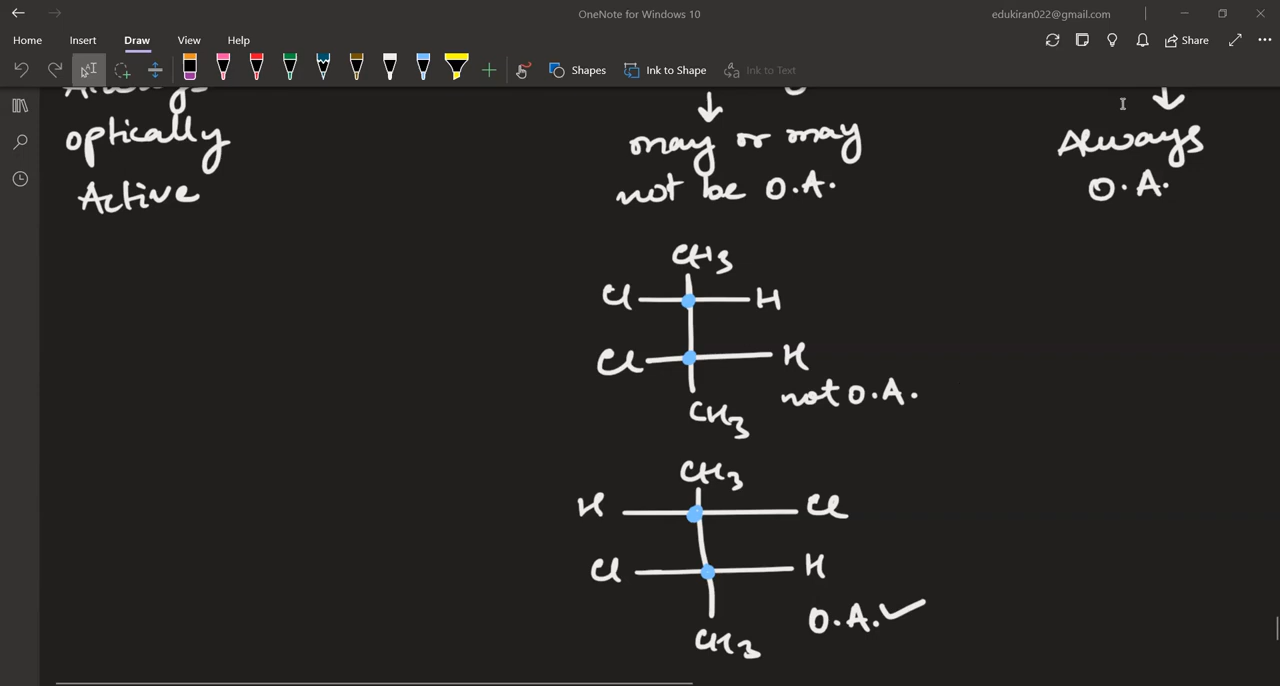 OneNote for Windows 10
edukiran022@gmail.com
Home Insert Draw View Help
Share
Shapes Ink to Shape Ink to Text
Always
optically
Active
may or may
not be O.A.
Always
O.A.
CH3
Cl H
Cl H
not O.A.
CH3
CH3
H Cl
Cl H
O.A.✓
CH3